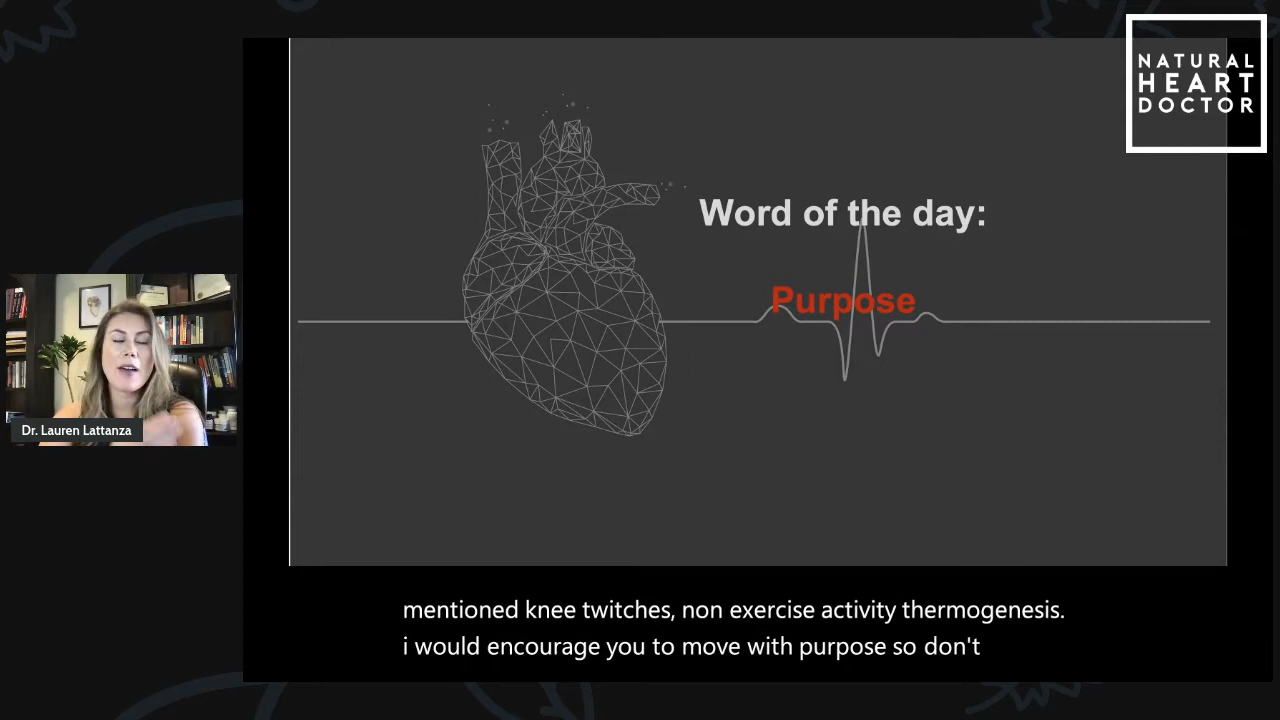 NATURAL
HEART
DOCTOR
Word of the day:
Purpose
Dr. Lauren Lattanza
mentioned knee twitches, non exercise activity thermogenesis.
i would encourage you to move with purpose so don't